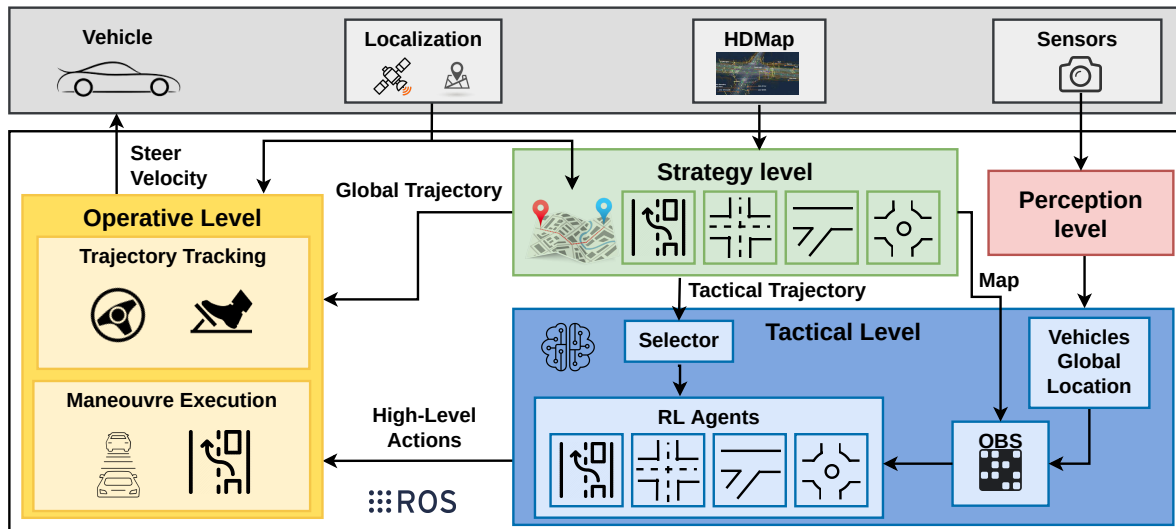 Vehicle
Localization
HDMap
Sensors
Steer
Velocity
Global Trajectory
Strategy level
Perception
level
Operative Level
Trajectory Tracking
Tactical Trajectory
Map
Selector
Tactical Level
Vehicles
Global
Location
Maneouvre Execution
High-Level
Actions
RL Agents
OBS
ROS